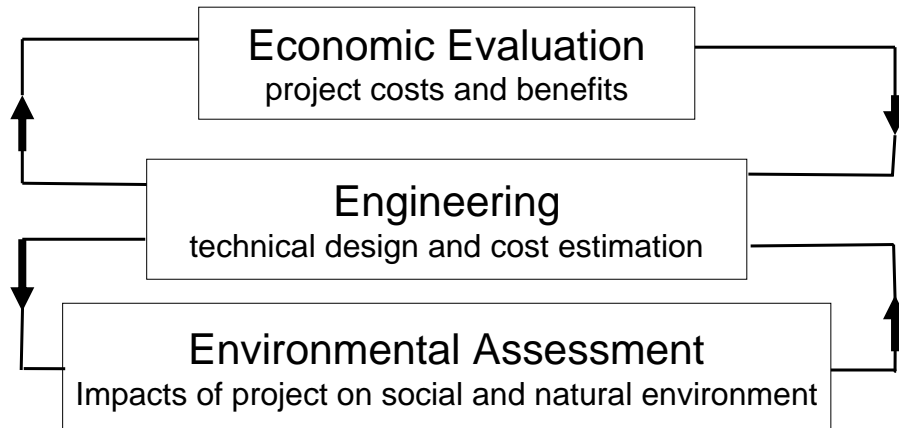 Economic Evaluation
project costs and benefits
Engineering
technical design and cost estimation
Environmental Assessment
Impacts of project on social and natural environment